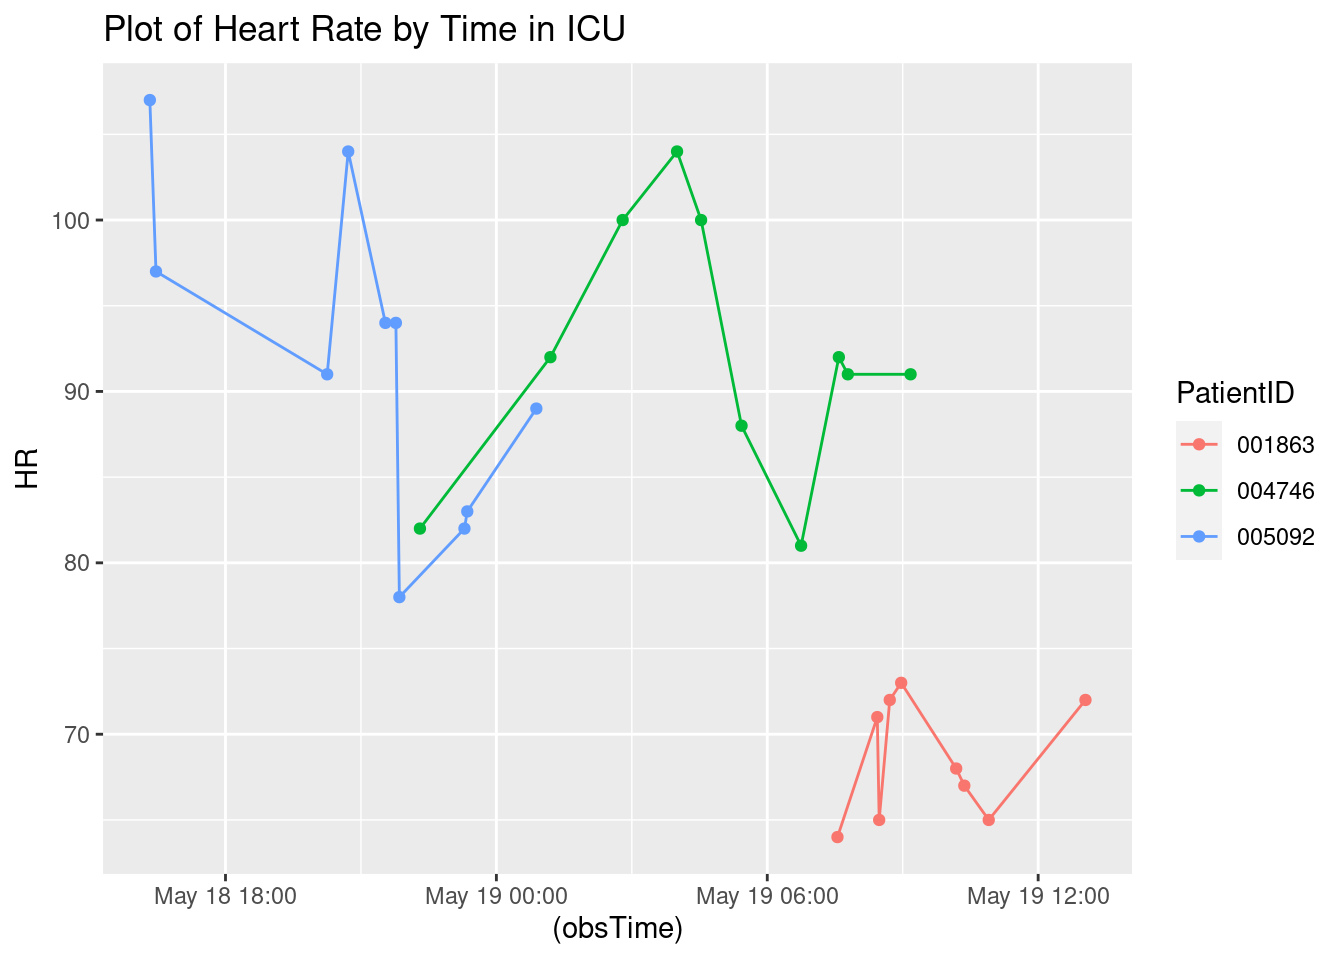 Plot of Heart Rate by Time in ICU
HR
100
90
80
70
May 18 18:00
May 19 00:00
May 19 06:00
May 19 12:00
(obsTime)
PatientID
001863
004746
005092